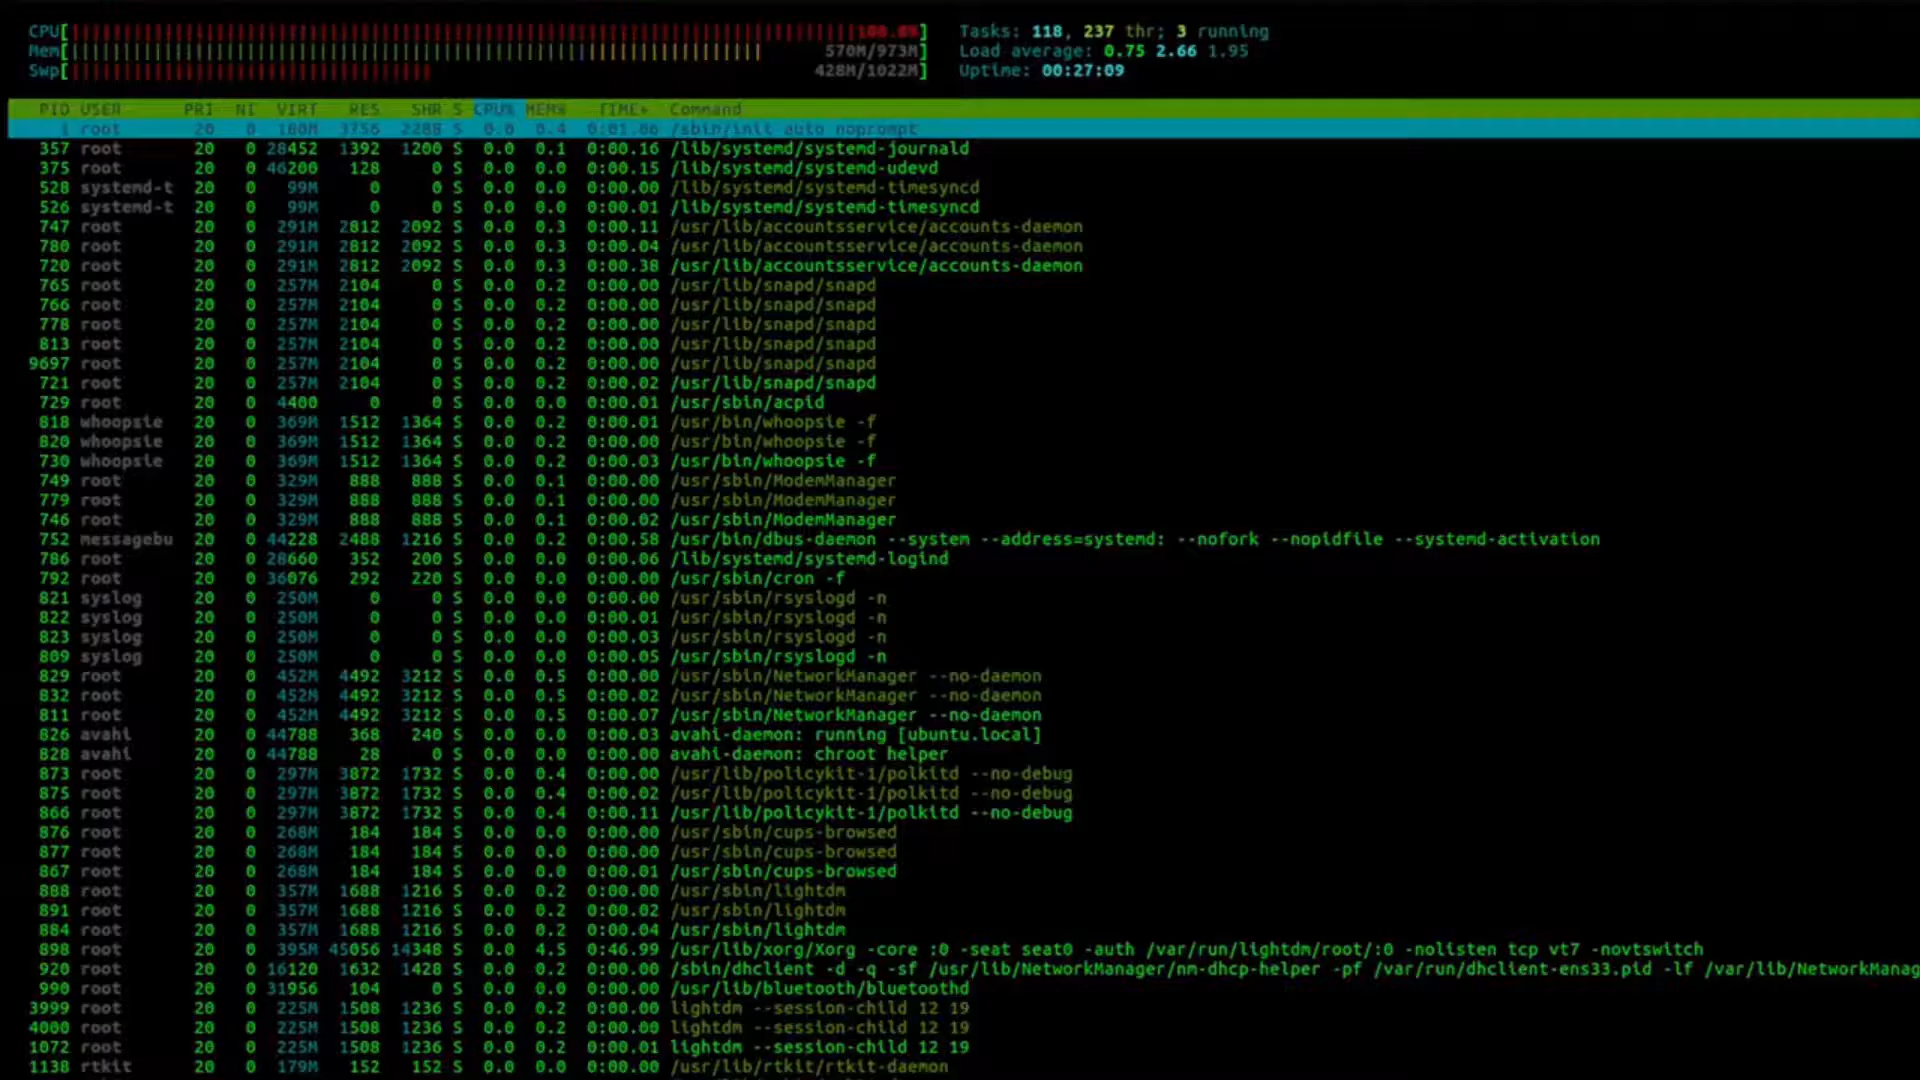 CPU[|||||||||||||||||||||||||||||||||||||||||||||||||||||||||||||||||||||||||||||100.0%] Tasks: 118, 237 thr; 3 running
Mem[||||||||||||||||||||||||||||||||||||||||||||||||||||||||||||||||||| 570M/973M] Load average: 0.75 2.66 1.95
Swp[||||||||||||||||||||||||||||||||||| 428M/1022M] Uptime: 00:27:09
PID USER PRI NI VIRT RES SHR S CPU% MEM% TIME+ Command
1 root 20 0 180M 3756 2288 S 0.0 0.4 0:01.06 /sbin/init auto noprompt
357 root 20 0 28452 1392 1200 S 0.0 0.1 0:00.16 /lib/systemd/systemd-journald
375 root 20 0 46200 128 0 S 0.0 0.0 0:00.15 /lib/systemd/systemd-udevd
528 systemd-t 20 0 99M 0 0 S 0.0 0.0 0:00.00 /lib/systemd/systemd-timesyncd
526 systemd-t 20 0 99M 0 0 S 0.0 0.0 0:00.01 /lib/systemd/systemd-timesyncd
747 root 20 0 291M 2812 2092 S 0.0 0.3 0:00.11 /usr/lib/accountsservice/accounts-daemon
780 root 20 0 291M 2812 2092 S 0.0 0.3 0:00.04 /usr/lib/accountsservice/accounts-daemon
720 root 20 0 291M 2812 2092 S 0.0 0.3 0:00.38 /usr/lib/accountsservice/accounts-daemon
765 root 20 0 257M 2104 0 S 0.0 0.2 0:00.00 /usr/lib/snapd/snapd
766 root 20 0 257M 2104 0 S 0.0 0.2 0:00.00 /usr/lib/snapd/snapd
778 root 20 0 257M 2104 0 S 0.0 0.2 0:00.00 /usr/lib/snapd/snapd
813 root 20 0 257M 2104 0 S 0.0 0.2 0:00.00 /usr/lib/snapd/snapd
9697 root 20 0 257M 2104 0 S 0.0 0.2 0:00.00 /usr/lib/snapd/snapd
721 root 20 0 257M 2104 0 S 0.0 0.2 0:00.02 /usr/lib/snapd/snapd
729 root 20 0 4400 0 0 S 0.0 0.0 0:00.01 /usr/sbin/acpid
818 whoopsie 20 0 369M 1512 1364 S 0.0 0.2 0:00.01 /usr/bin/whoopsie -f
820 whoopsie 20 0 369M 1512 1364 S 0.0 0.2 0:00.00 /usr/bin/whoopsie -f
730 whoopsie 20 0 369M 1512 1364 S 0.0 0.2 0:00.03 /usr/bin/whoopsie -f
749 root 20 0 329M 888 888 S 0.0 0.1 0:00.00 /usr/sbin/ModemManager
779 root 20 0 329M 888 888 S 0.0 0.1 0:00.00 /usr/sbin/ModemManager
746 root 20 0 329M 888 888 S 0.0 0.1 0:00.02 /usr/sbin/ModemManager
752 messagebu 20 0 44228 2488 1216 S 0.0 0.2 0:00.58 /usr/bin/dbus-daemon --system --address=systemd: --nofork --nopidfile --systemd-activation
786 root 20 0 28660 352 200 S 0.0 0.0 0:00.06 /lib/systemd/systemd-logind
792 root 20 0 36076 292 220 S 0.0 0.0 0:00.00 /usr/sbin/cron -f
821 syslog 20 0 250M 0 0 S 0.0 0.0 0:00.00 /usr/sbin/rsyslogd -n
822 syslog 20 0 250M 0 0 S 0.0 0.0 0:00.01 /usr/sbin/rsyslogd -n
823 syslog 20 0 250M 0 0 S 0.0 0.0 0:00.03 /usr/sbin/rsyslogd -n
809 syslog 20 0 250M 0 0 S 0.0 0.0 0:00.05 /usr/sbin/rsyslogd -n
829 root 20 0 452M 4492 3212 S 0.0 0.5 0:00.00 /usr/sbin/NetworkManager --no-daemon
832 root 20 0 452M 4492 3212 S 0.0 0.5 0:00.02 /usr/sbin/NetworkManager --no-daemon
811 root 20 0 452M 4492 3212 S 0.0 0.5 0:00.07 /usr/sbin/NetworkManager --no-daemon
826 avahi 20 0 44788 368 240 S 0.0 0.0 0:00.03 avahi-daemon: running [ubuntu.local]
828 avahi 20 0 44788 28 0 S 0.0 0.0 0:00.00 avahi-daemon: chroot helper
873 root 20 0 297M 3872 1732 S 0.0 0.4 0:00.00 /usr/lib/policykit-1/polkitd --no-debug
875 root 20 0 297M 3872 1732 S 0.0 0.4 0:00.02 /usr/lib/policykit-1/polkitd --no-debug
866 root 20 0 297M 3872 1732 S 0.0 0.4 0:00.11 /usr/lib/policykit-1/polkitd --no-debug
876 root 20 0 268M 184 184 S 0.0 0.0 0:00.00 /usr/sbin/cups-browsed
877 root 20 0 268M 184 184 S 0.0 0.0 0:00.00 /usr/sbin/cups-browsed
867 root 20 0 268M 184 184 S 0.0 0.0 0:00.01 /usr/sbin/cups-browsed
888 root 20 0 357M 1688 1216 S 0.0 0.2 0:00.00 /usr/sbin/lightdm
891 root 20 0 357M 1688 1216 S 0.0 0.2 0:00.02 /usr/sbin/lightdm
884 root 20 0 357M 1688 1216 S 0.0 0.2 0:00.04 /usr/sbin/lightdm
898 root 20 0 395M 45056 14348 S 0.0 4.5 0:46.99 /usr/lib/xorg/Xorg -core :0 -seat seat0 -auth /var/run/lightdm/root/:0 -nolisten tcp vt7 -novtswitch
920 root 20 0 16120 1632 1428 S 0.0 0.2 0:00.00 /sbin/dhclient -d -q -sf /usr/lib/NetworkManager/nm-dhcp-helper -pf /var/run/dhclient-ens33.pid -lf /var/lib/NetworkManag
990 root 20 0 31956 104 0 S 0.0 0.0 0:00.00 /usr/lib/bluetooth/bluetoothd
3999 root 20 0 225M 1508 1236 S 0.0 0.2 0:00.00 lightdm --session-child 12 19
4000 root 20 0 225M 1508 1236 S 0.0 0.2 0:00.00 lightdm --session-child 12 19
1072 root 20 0 225M 1508 1236 S 0.0 0.2 0:00.01 lightdm --session-child 12 19
1138 rtkit 20 0 179M 152 152 S 0.0 0.0 0:00.00 /usr/lib/rtkit/rtkit-daemon